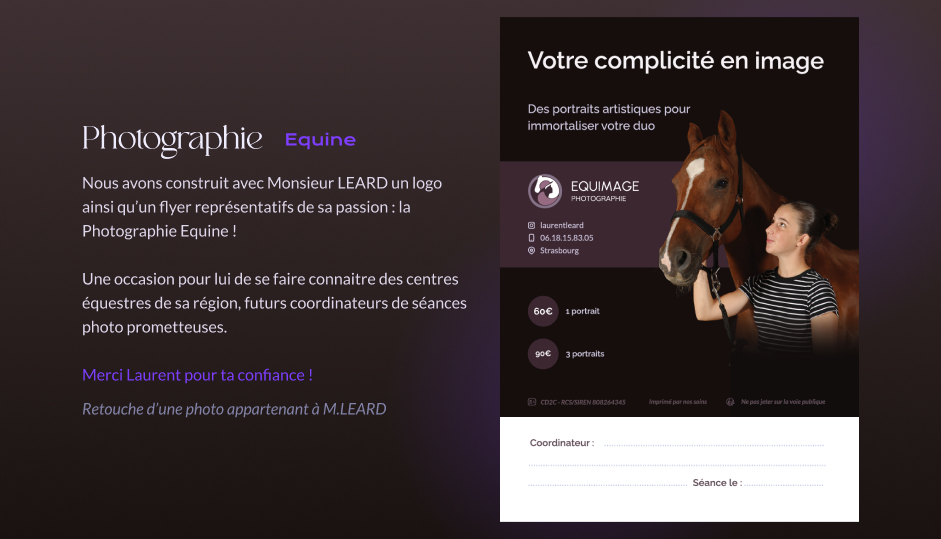 Photographie Equine
Nous avons construit avec Monsieur LEARD un logo
ainsi qu'un flyer représentatifs de sa passion : la
Photographie Equine !
Une occasion pour lui de se faire connaitre des centres
équestres de sa région, futurs coordinateurs de séances
photo prometteuses.
Merci Laurent pour ta confiance !
Retouche d'une photo appartenant à M.LEARD
Votre complicité en image
Des portraits artistiques pour
immortaliser votre duo
EQUIMAGE
PHOTOGRAPHIE
laurentleard
06.18.15.83.05
Strasbourg
60€ 1 portrait
90€ 3 portraits
CD2C - RCS/SIREN 808264345 Imprimé par nos soins Ne pas jeter sur la voie publique
Coordinateur :
Séance le :